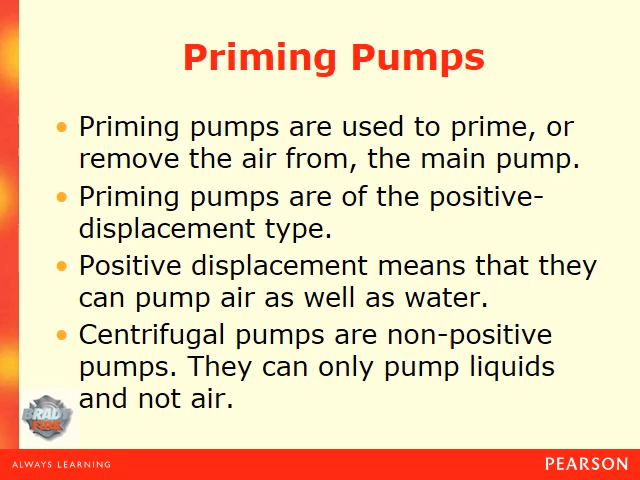 Priming Pumps
• Priming pumps are used to prime, or
remove the air from, the main pump.
• Priming pumps are of the positive-
displacement type.
• Positive displacement means that they
can pump air as well as water.
• Centrifugal pumps are non-positive
pumps. They can only pump liquids
and not air.
BRADY
FIRE
ALWAYS LEARNING
PEARSON